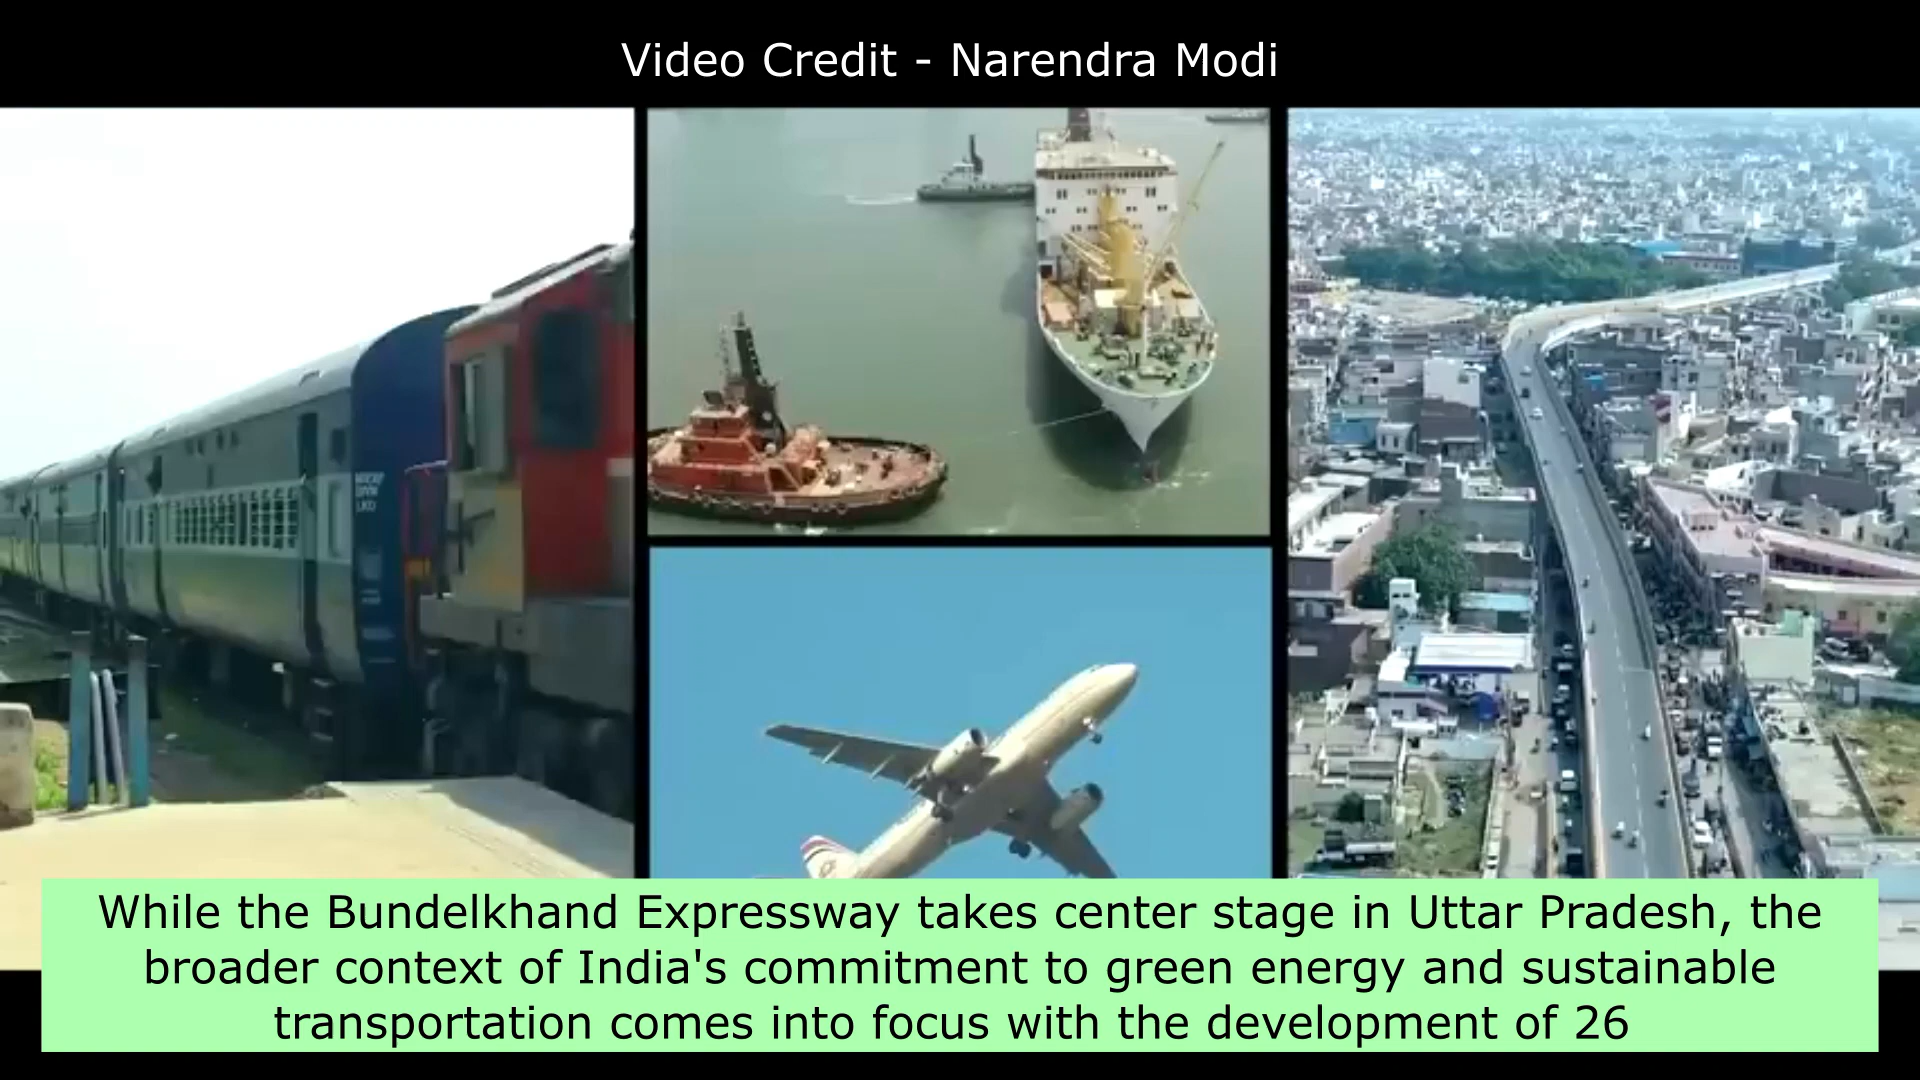 Video Credit - Narendra Modi
While the Bundelkhand Expressway takes center stage in Uttar Pradesh, the
broader context of India's commitment to green energy and sustainable
transportation comes into focus with the development of 26